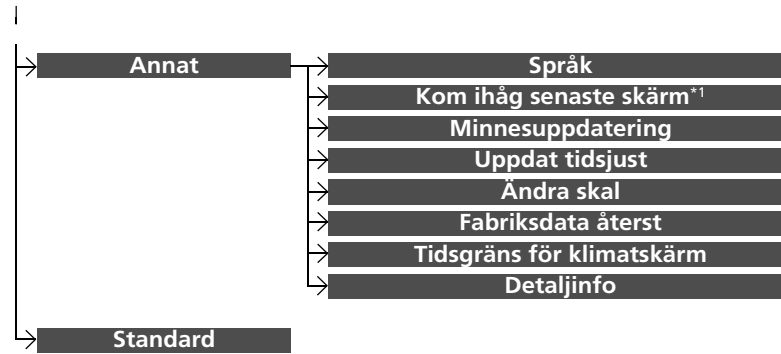 Annat
Språk
Kom ihåg senaste skärm*1
Minnesuppdatering
Uppdat tidsjust
Ändra skal
Fabriksdata återst
Tidsgräns för klimatskärm
Detaljinfo
Standard